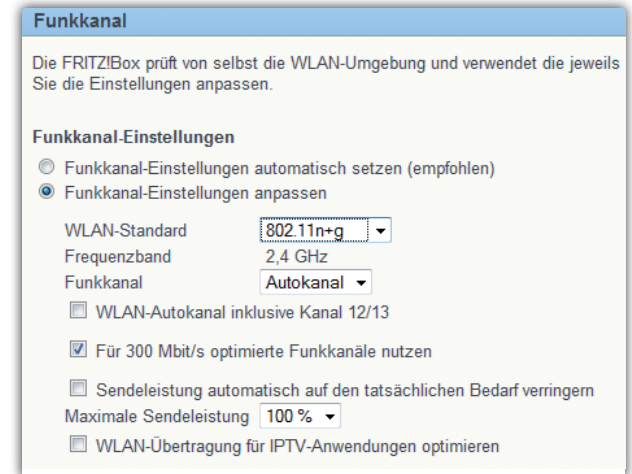 Funkkanal
Die FRITZ!Box prüft von selbst die WLAN-Umgebung und verwendet die jeweils
Sie die Einstellungen anpassen.
Funkkanal-Einstellungen
Funkkanal-Einstellungen automatisch setzen (empfohlen)
Funkkanal-Einstellungen anpassen
WLAN-Standard 802.11n+g
Frequenzband 2,4 GHz
Funkkanal Autokanal
WLAN-Autokanal inklusive Kanal 12/13
Für 300 Mbit/s optimierte Funkkanäle nutzen
Sendeleistung automatisch auf den tatsächlichen Bedarf verringern
Maximale Sendeleistung 100 %
WLAN-Übertragung für IPTV-Anwendungen optimieren